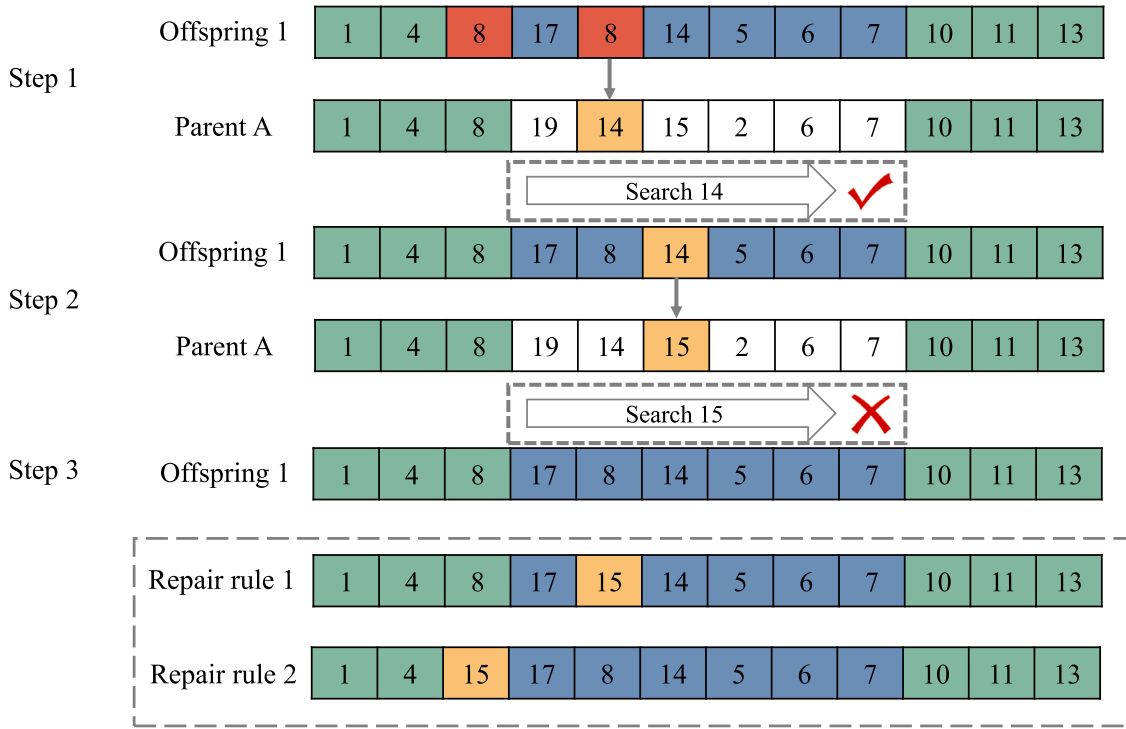 Offspring 1 1 4 8 17 8 14 5 6 7 10 11 13
Step 1
Parent A 1 4 8 19 14 15 2 6 7 10 11 13
Search 14
Offspring 1 1 4 8 17 8 14 5 6 7 10 11 13
Step 2
Parent A 1 4 8 19 14 15 2 6 7 10 11 13
Search 15
Step 3 Offspring 1 1 4 8 17 8 14 5 6 7 10 11 13
Repair rule 1 1 4 8 17 15 14 5 6 7 10 11 13
Repair rule 2 1 4 15 17 8 14 5 6 7 10 11 13